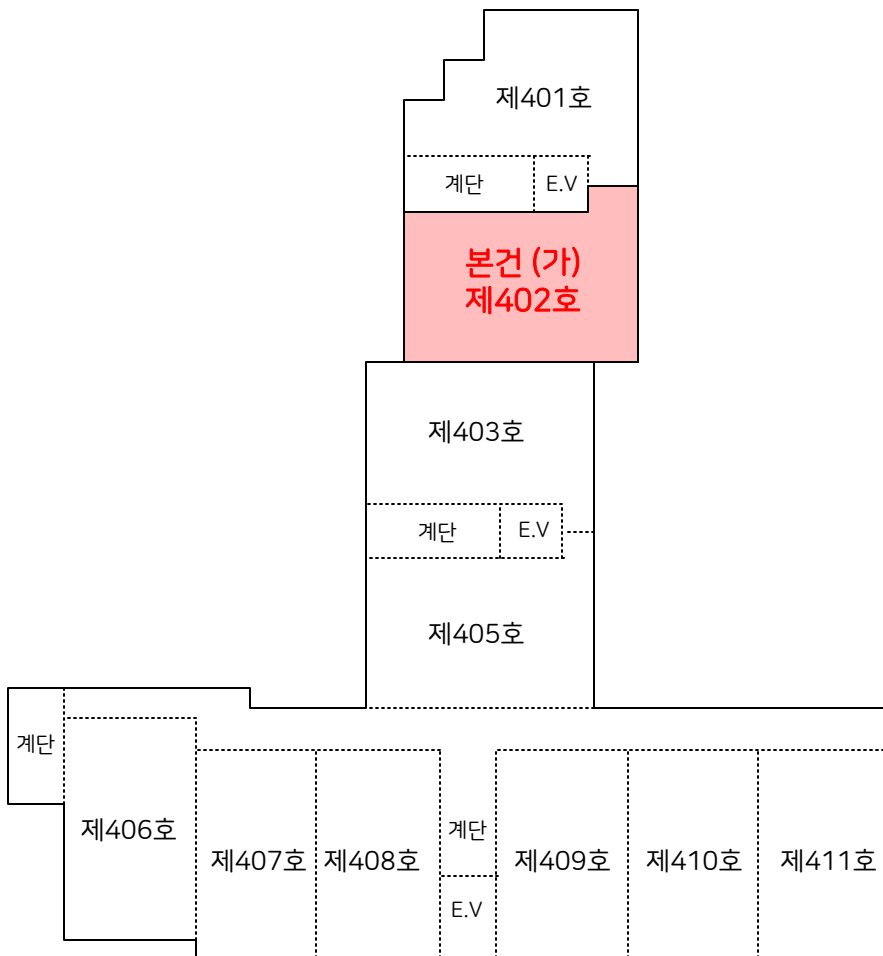 제401호
계단
E.V
본건 (가)
제402호
제403호
계단
E.V
제405호
계단
제406호
제407호
제408호
계단
E.V
제409호
제410호
제411호